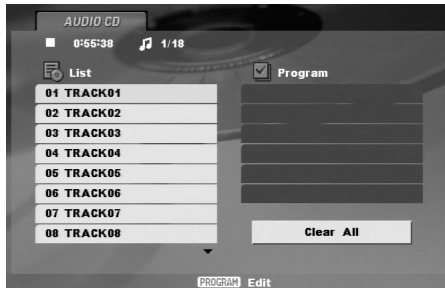 AUDIO CD
0:55:38 1/18
List
Program
01 TRACK01
02 TRACK02
03 TRACK03
04 TRACK04
05 TRACK05
06 TRACK06
07 TRACK07
08 TRACK08
Clear All
PROGRAM Edit